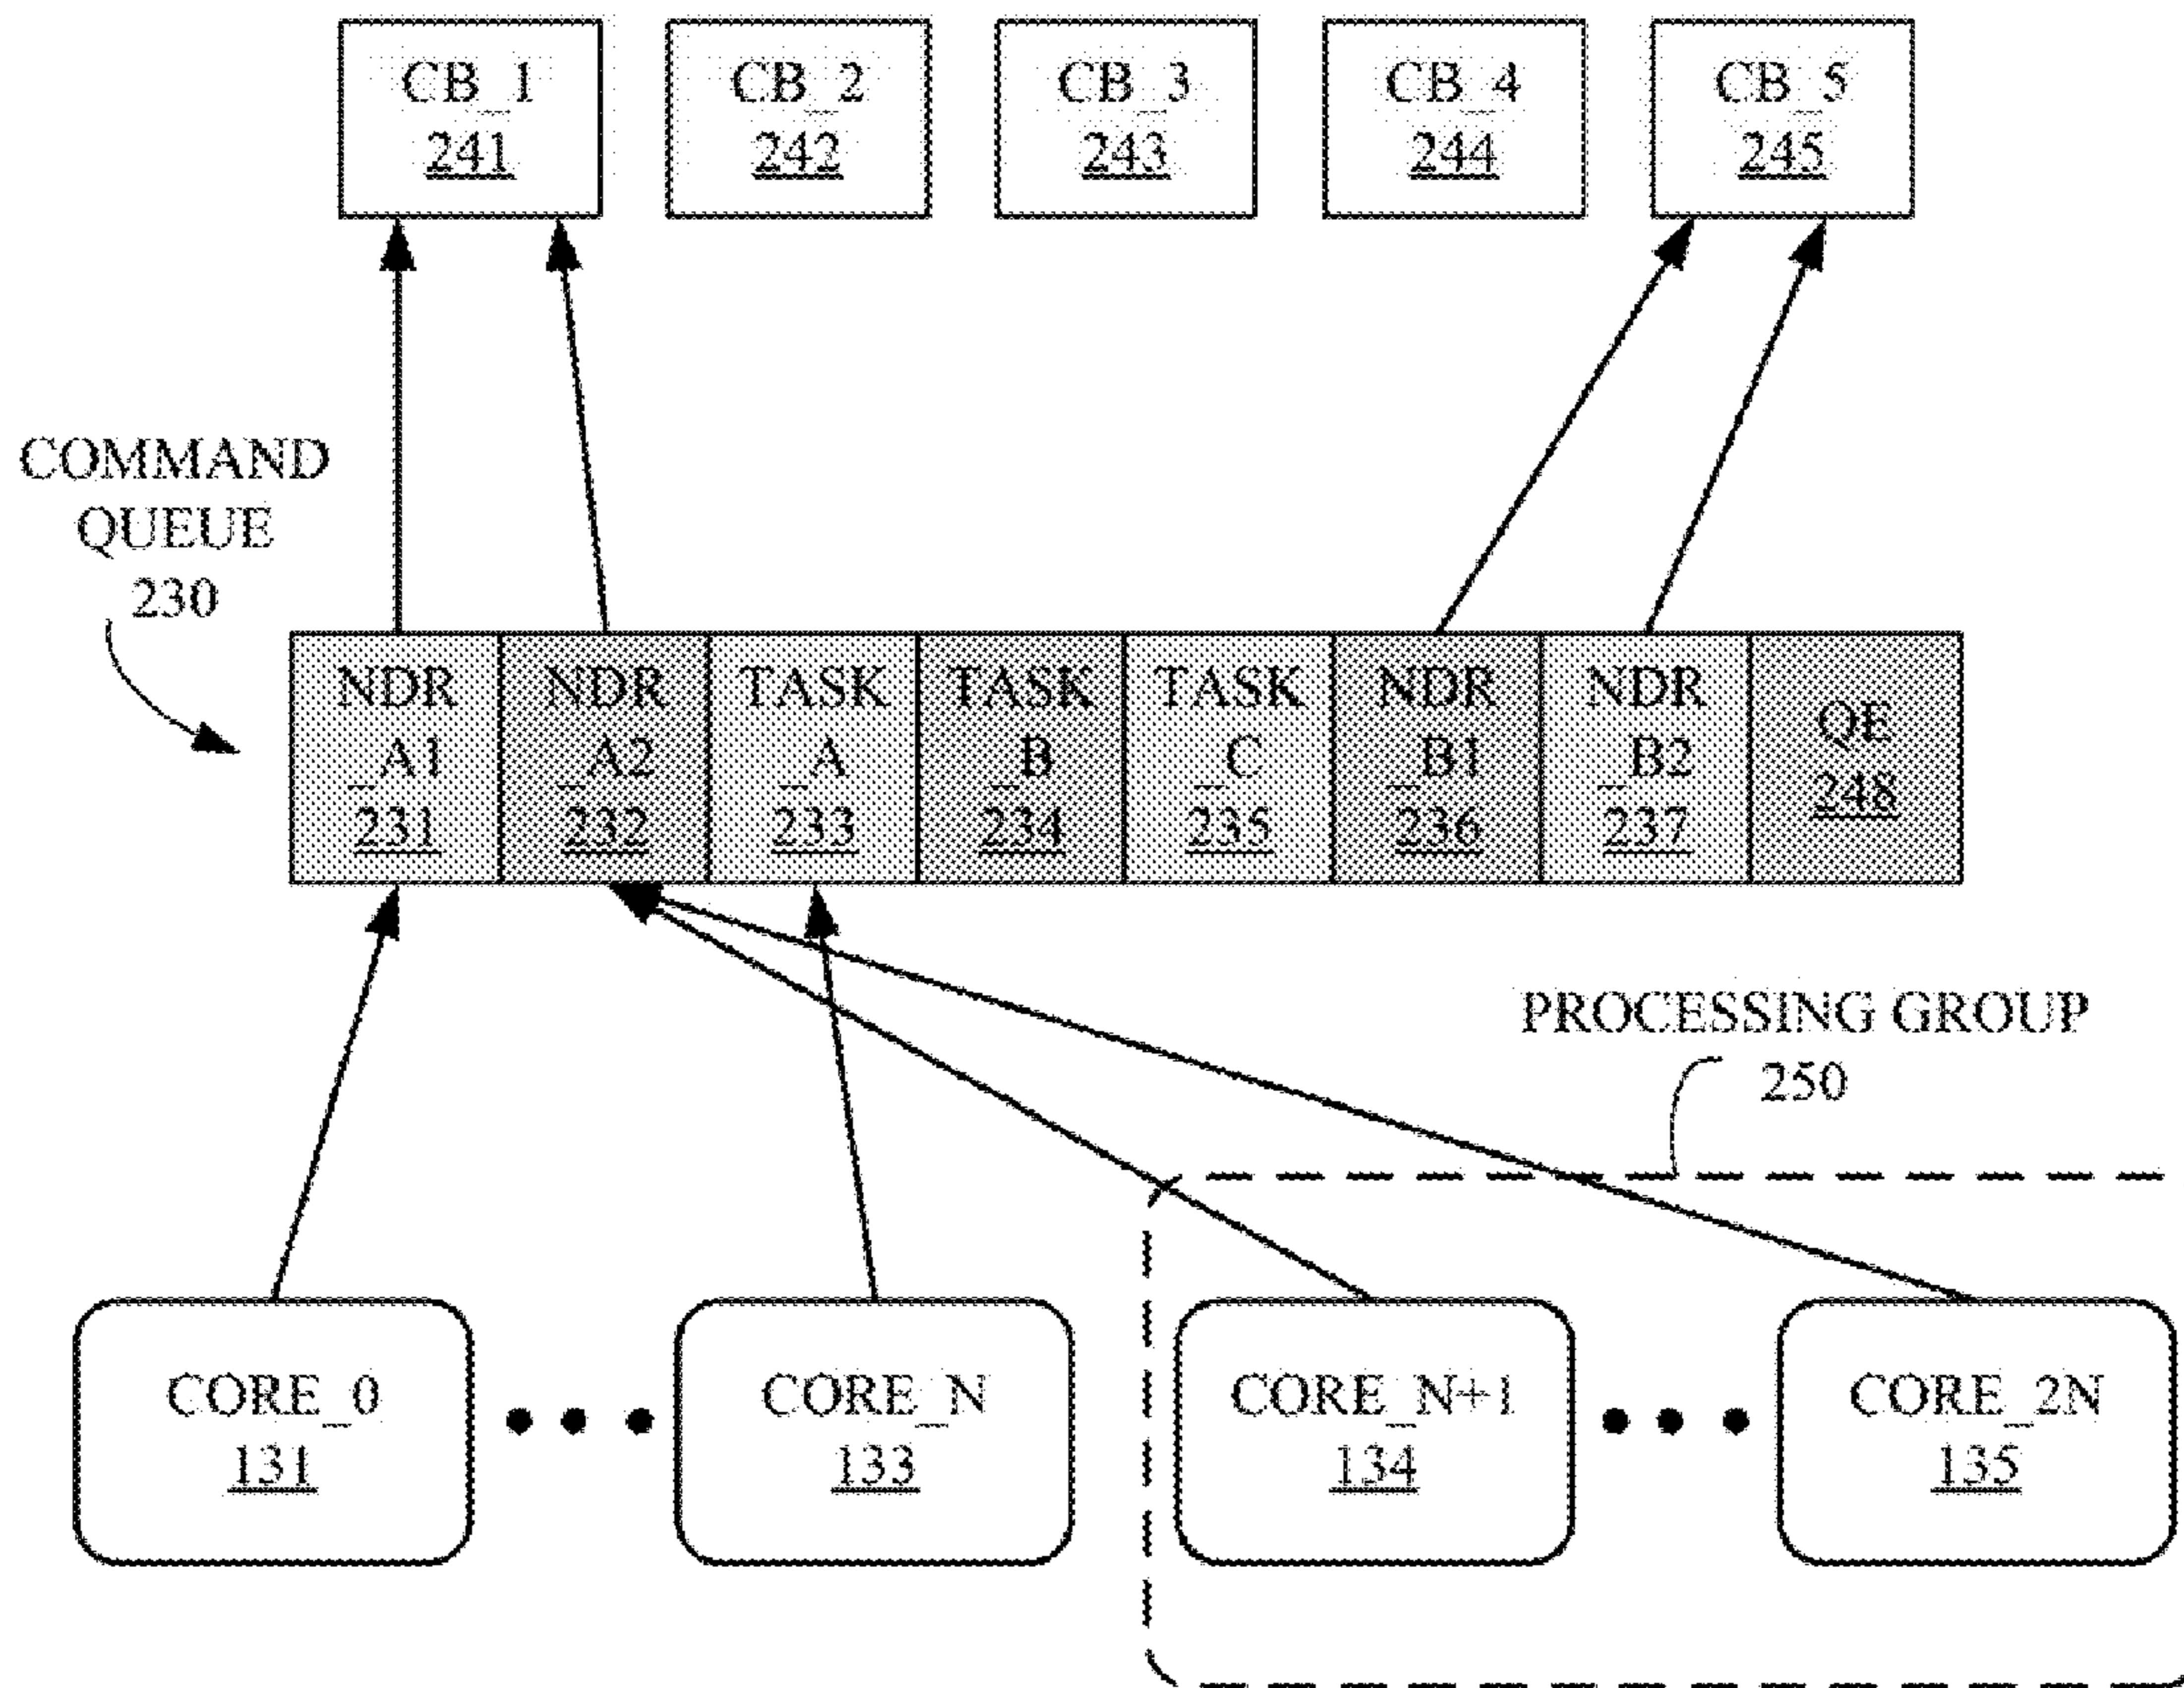 CB_1
241
CB_2
242
CB_3
243
CB_4
244
CB_5
245
COMMAND
QUEUE
230
NDR
_A1
231
NDR
_A2
232
TASK
_A
233
TASK
_B
234
TASK
_C
235
NDR
_B1
236
NDR
_B2
237
QE
248
PROCESSING GROUP
250
CORE_0
131
CORE_N
133
CORE_N+1
134
CORE_2N
135